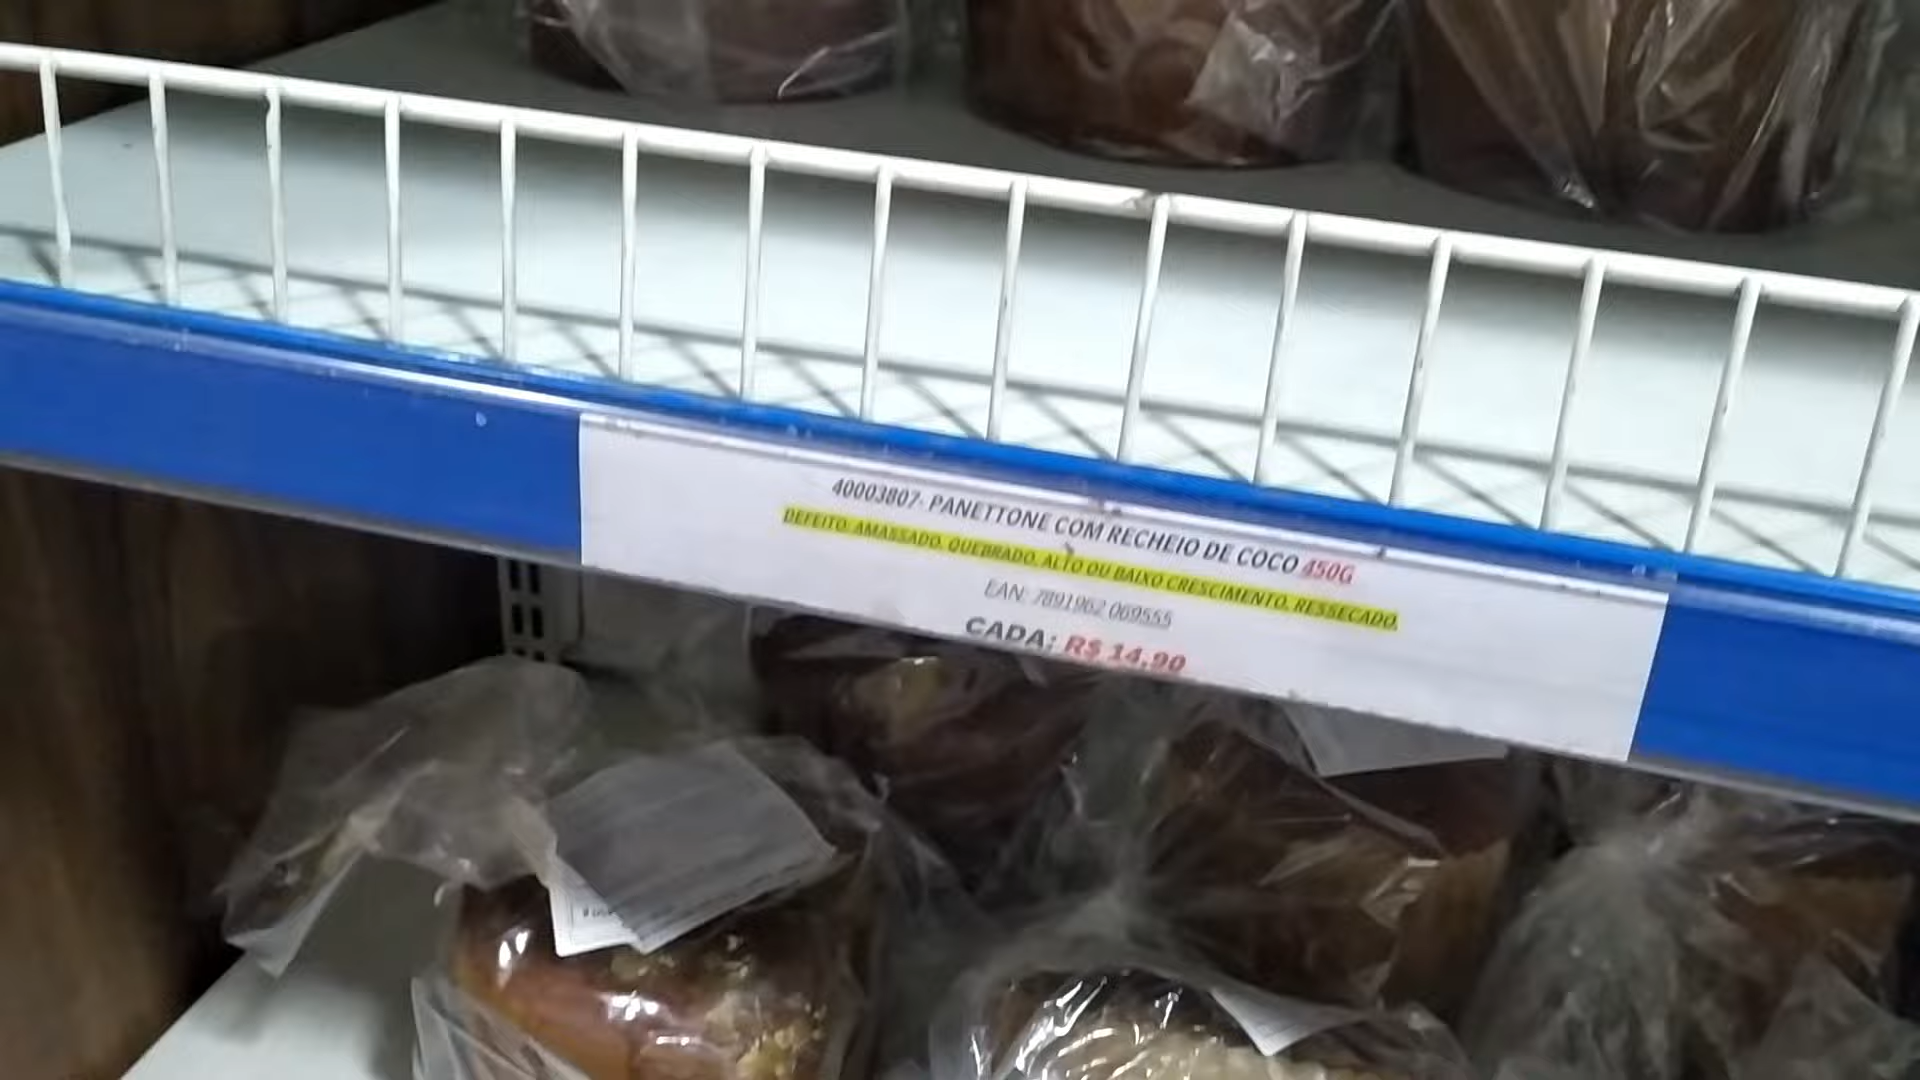 40003807- PANETTONE COM RECHEIO DE COCO 450G
DEFEITO: AMASSADO, QUEBRADO, ALTO OU BAIXO CRESCIMENTO, RESSECADO.
EAN: 7891962 069555
CADA: R$ 14,90